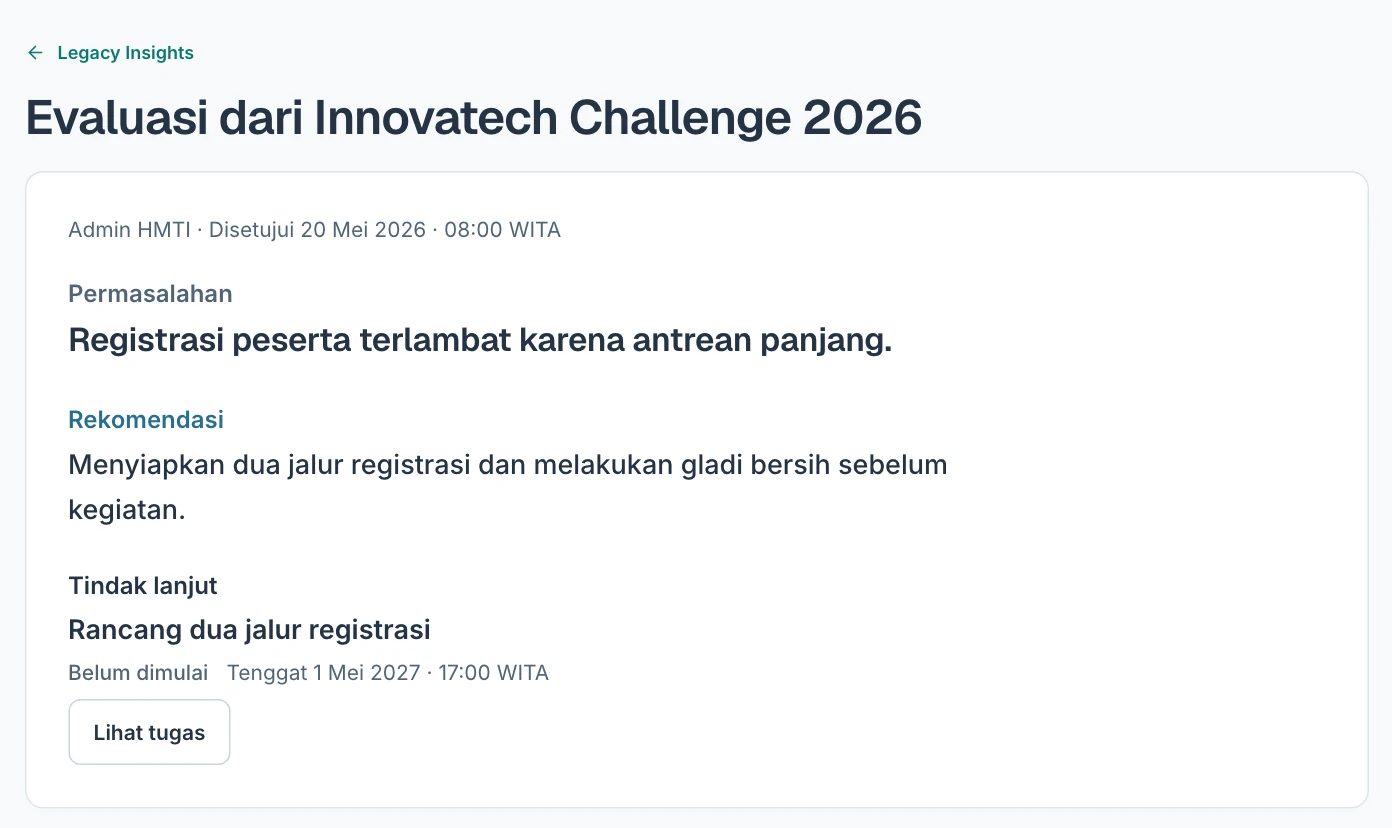 ← Legacy Insights
Evaluasi dari Innovatech Challenge 2026
Admin HMTI · Disetujui 20 Mei 2026 · 08:00 WITA
Permasalahan
Registrasi peserta terlambat karena antrean panjang.
Rekomendasi
Menyiapkan dua jalur registrasi dan melakukan gladi bersih sebelum
kegiatan.
Tindak lanjut
Rancang dua jalur registrasi
Belum dimulai Tenggat 1 Mei 2027 · 17:00 WITA
Lihat tugas